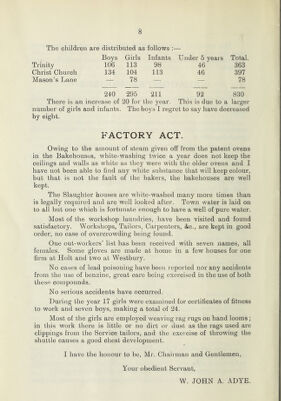 8
The children are distributed as follows :—
Boys Girls Infants Under 5 years Total.
Trinity 106 113 98 46 363
Christ Church 134 104 113 46 397
Mason's Lane — 78 — — 78
240 295 211 92 830
There is an increase of 20 for the year. This is due to a larger
number of girls and infants. The boys I regret to say have decreased
by eight.
FACTORY ACT.
Owing to the amount of steam given off from the patent ovens
in the Bakehouses, white-washing twice a year does not keep the
ceilings and walls as white as they were with the older ovens and I
have not been able to find any white substance that will keep colour,
but that is not the fault of the bakers, the bakehouses are well
kept.
The Slaughter houses are white-washed many more times than
is legally required and are well looked after. Town water is laid on
to all but one which is fortunate enough to have a well of pure water.
Most of the workshop laundries, have been visited and found
satisfactory. Workshops, Tailors, Carpenters, &c., are kept in good
order, no case of overcrowding being found.
One out-workers' list has been received with seven names, all
females. Some gloves are made at home in a few houses for one
firm at Holt and two at Westbury.
No cases of lead poisoning have been reported nor any accidents
from the use of benzine, great care being exercised in the use of both
these compounds.
No serious accidents have occurred.
During the year 17 girls were examined for certificates of fitness
to work and seven boys, making a total of 24.
Most of the girls are employed weaving rag rugs on hand looms;
in this work there is little or no dirt or dust as the rags used are
clippings from the Service tailors, and the exercise of throwing the
shuttle causes a good chest development.
I have the honour to be, Mr. Chairman and Gentlemen,
Your obedient Servant,
W. JOHN A. ADYE.